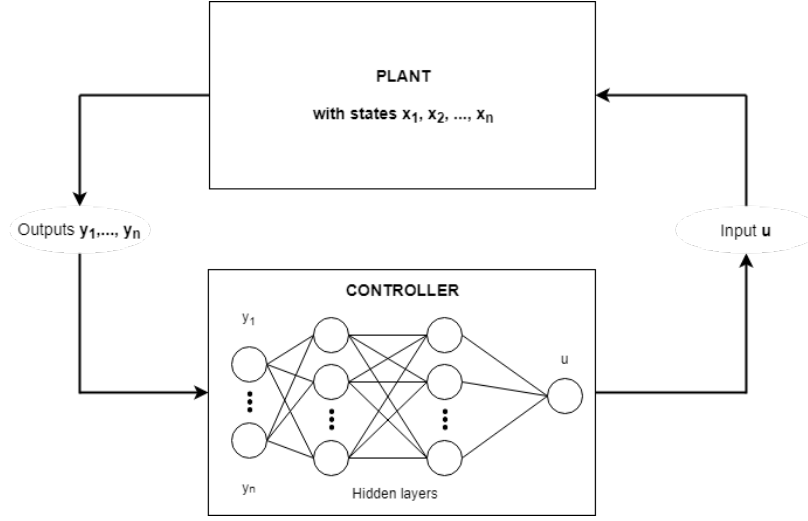 PLANT
with states x₁, x₂, ..., xₙ
Outputs y₁,..., yₙ
Input u
CONTROLLER
y₁
u
yₙ
Hidden layers